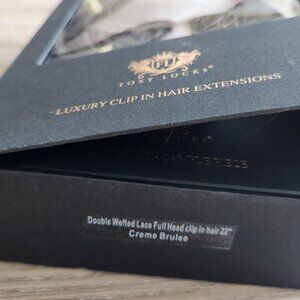 FOXY LOCKS
LUXURY CLIP IN HAIR EXTENSIONS
Double Wefted Lace Full Head clip in hair 22"
Creme Brulee